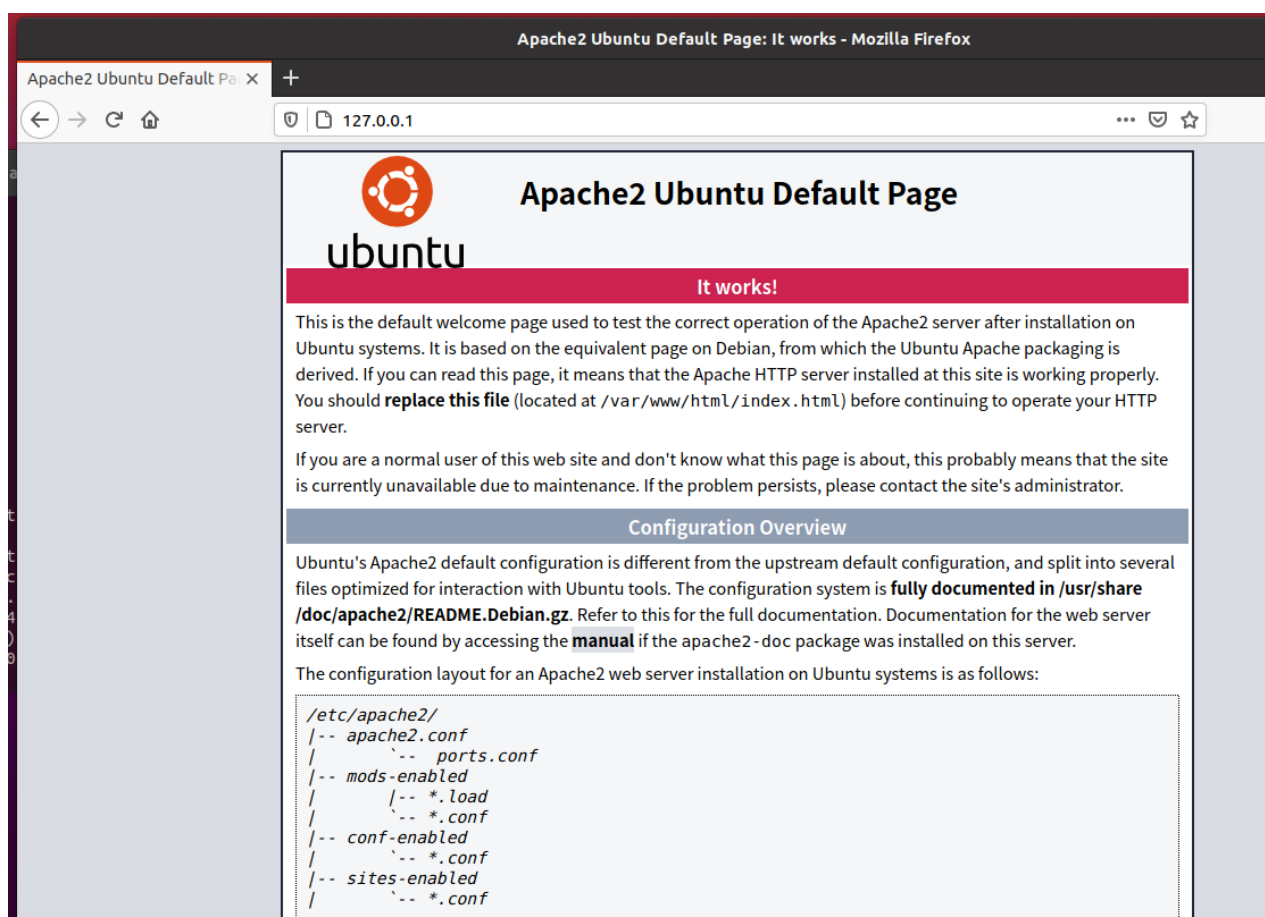 Apache2 Ubuntu Default Page: It works - Mozilla Firefox
Apache2 Ubuntu Default Pa
127.0.0.1
ubuntu
Apache2 Ubuntu Default Page
It works!
This is the default welcome page used to test the correct operation of the Apache2 server after installation on
Ubuntu systems. It is based on the equivalent page on Debian, from which the Ubuntu Apache packaging is
derived. If you can read this page, it means that the Apache HTTP server installed at this site is working properly.
You should replace this file (located at /var/www/html/index.html) before continuing to operate your HTTP
server.
If you are a normal user of this web site and don't know what this page is about, this probably means that the site
is currently unavailable due to maintenance. If the problem persists, please contact the site's administrator.
Configuration Overview
Ubuntu's Apache2 default configuration is different from the upstream default configuration, and split into several
files optimized for interaction with Ubuntu tools. The configuration system is fully documented in /usr/share
/doc/apache2/README.Debian.gz. Refer to this for the full documentation. Documentation for the web server
itself can be found by accessing the manual if the apache2-doc package was installed on this server.
The configuration layout for an Apache2 web server installation on Ubuntu systems is as follows:
/etc/apache2/
|-- apache2.conf
|       `--  ports.conf
|-- mods-enabled
|       |-- *.load
|       `-- *.conf
|-- conf-enabled
|       `-- *.conf
|-- sites-enabled
|       `-- *.conf